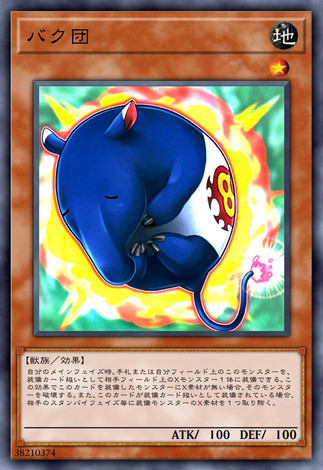 バク団
地
8
【獣族／効果】
自分のメインフェイズ時、手札または自分フィールド上のこのモンスターを、
装備カード扱いとして相手フィールド上のXモンスター1体に装備できる。こ
の効果でこのカードを装備したモンスターにX素材が無い場合、そのモンスター
を破壊する。また、このカードが装備カード扱いとして装備されている場合、
相手のスタンバイフェイズ毎に装備モンスターのX素材を1つ取り除く。
ATK/ 100 DEF/ 100
38210374